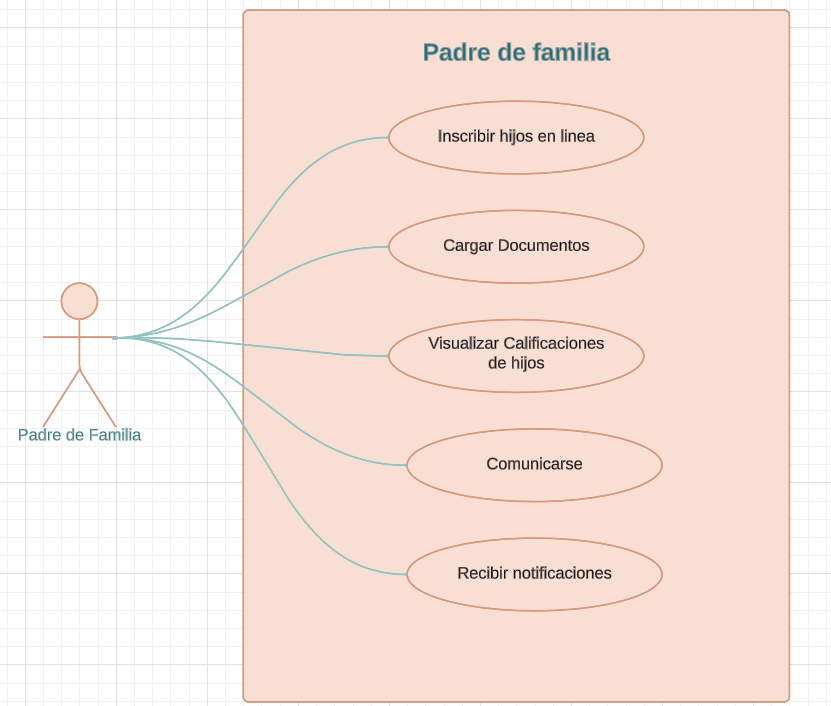 Padre de familia
Inscribir hijos en linea
Cargar Documentos
Visualizar Calificaciones
de hijos
Padre de Familia
Comunicarse
Recibir notificaciones